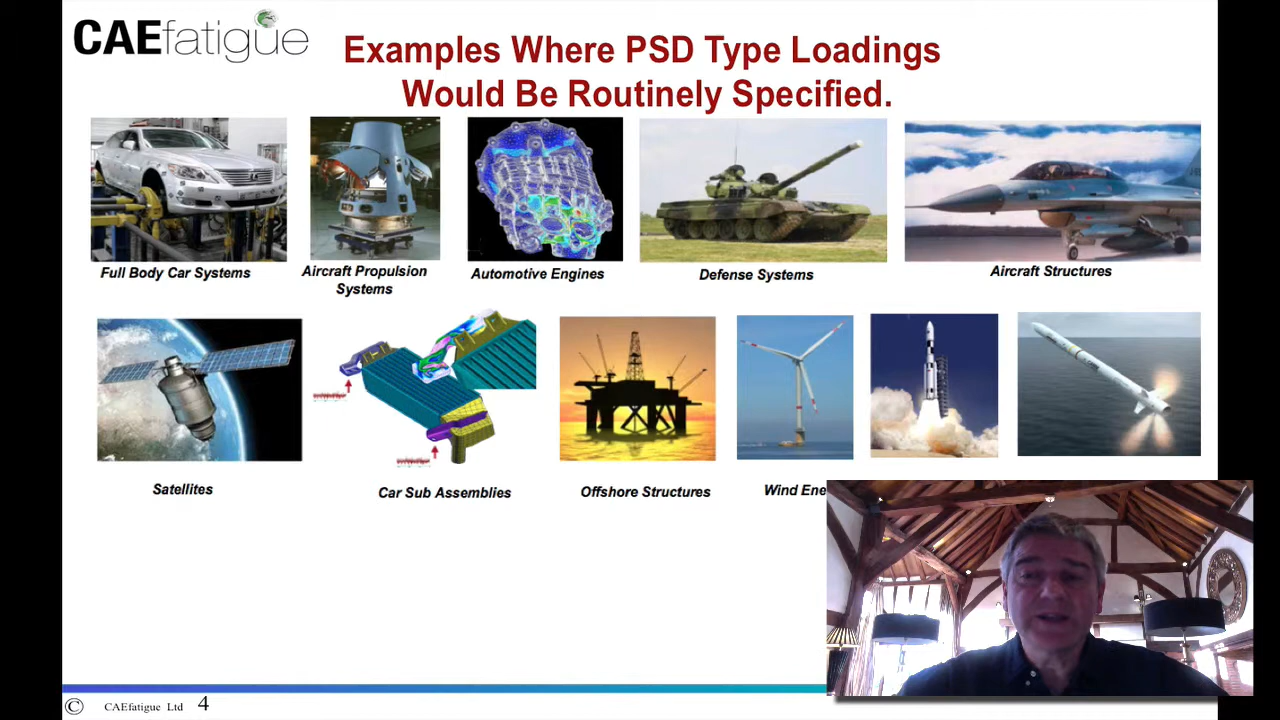 CAEfatigue
Examples Where PSD Type Loadings
Would Be Routinely Specified.
Full Body Car Systems
Aircraft Propulsion
Systems
Automotive Engines
Defense Systems
Aircraft Structures
Satellites
Car Sub Assemblies
Offshore Structures
Wind Ene
© CAEfatigue Ltd 4